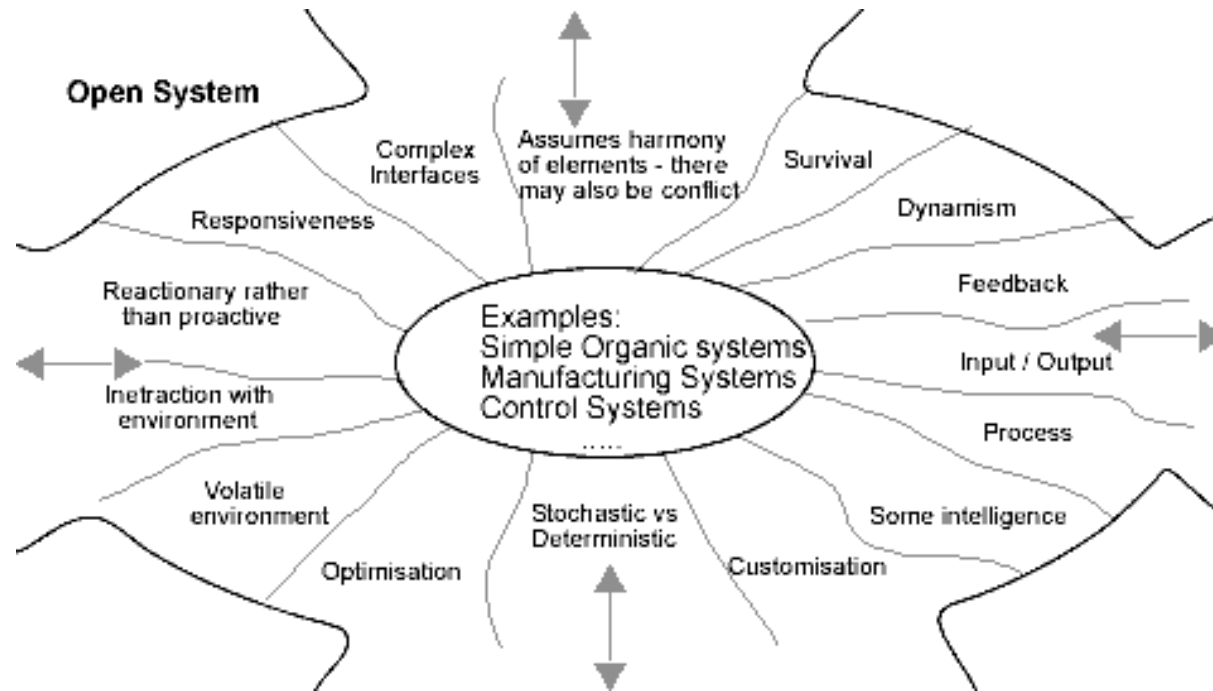 Open System
Complex
Interfaces
Assumes harmony
of elements - there
may also be conflict
Survival
Responsiveness
Dynamism
Reactionary rather
than proactive
Feedback
Examples:
Simple Organic systems
Manufacturing Systems
Control Systems
.....
Input / Output
Inetraction with
environment
Process
Volatile
environment
Stochastic vs
Deterministic
Some intelligence
Optimisation
Customisation